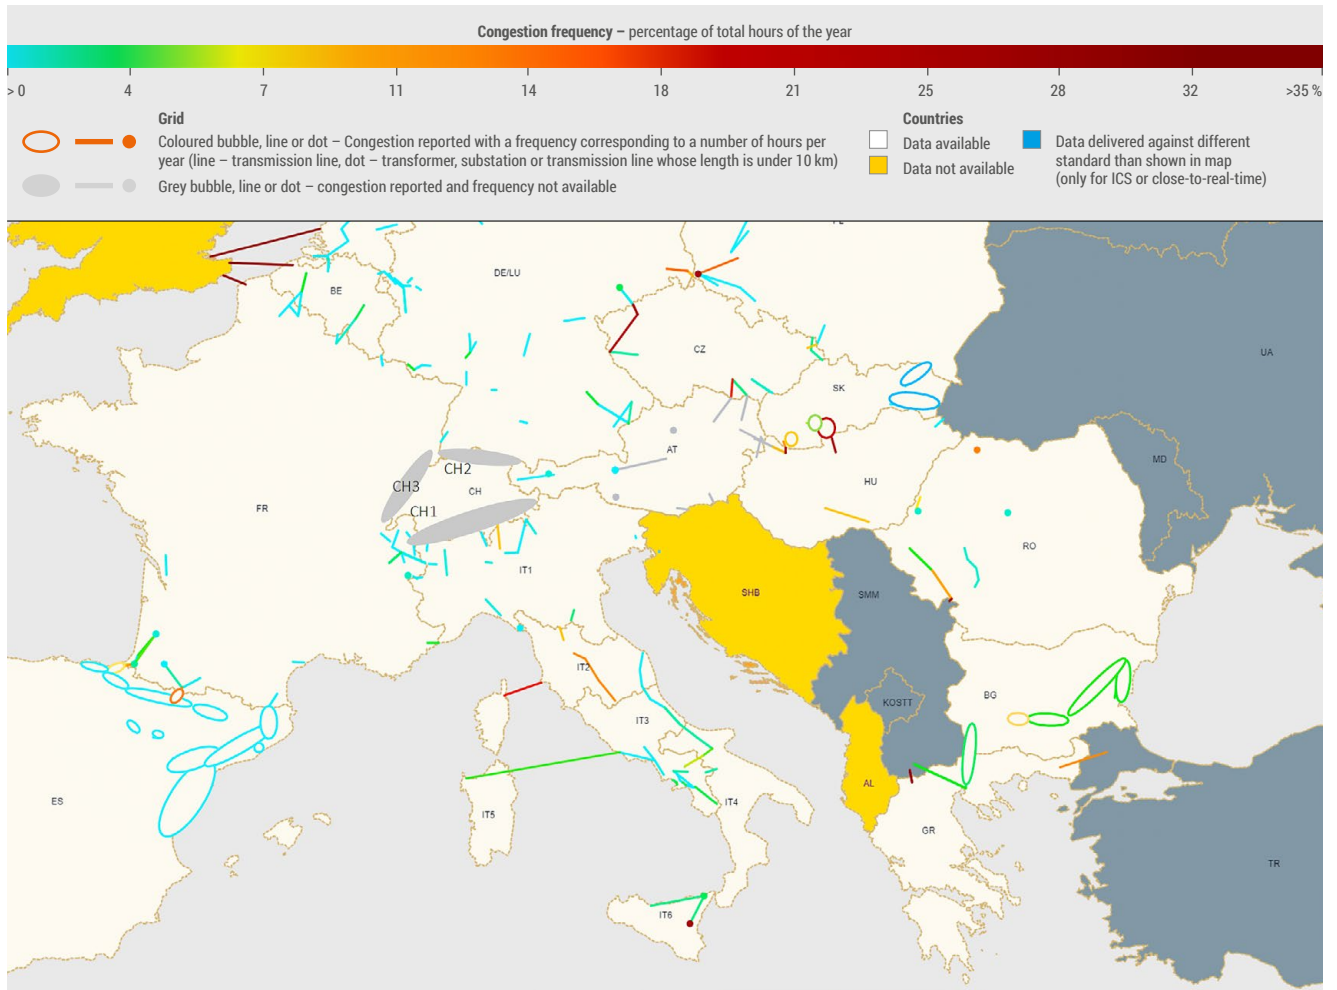 Congestion frequency – percentage of total hours of the year
> 0 4 7 11 14 18 21 25 28 32 >35 %
Grid
Coloured bubble, line or dot – Congestion reported with a frequency corresponding to a number of hours per
year (line – transmission line, dot – transformer, substation or transmission line whose length is under 10 km)
Grey bubble, line or dot – congestion reported and frequency not available
Countries
Data available
Data not available
Data delivered against different
standard than shown in map
(only for ICS or close-to-real-time)
DE/LU
BE
CZ
UA
SK
AT
MD
CH2
CH3
CH
HU
CH1
FR
RO
IT1
SHB
SMM
IT2
BG
KOSTT
IT3
AL
ES
IT4
IT5
GR
TR
IT6